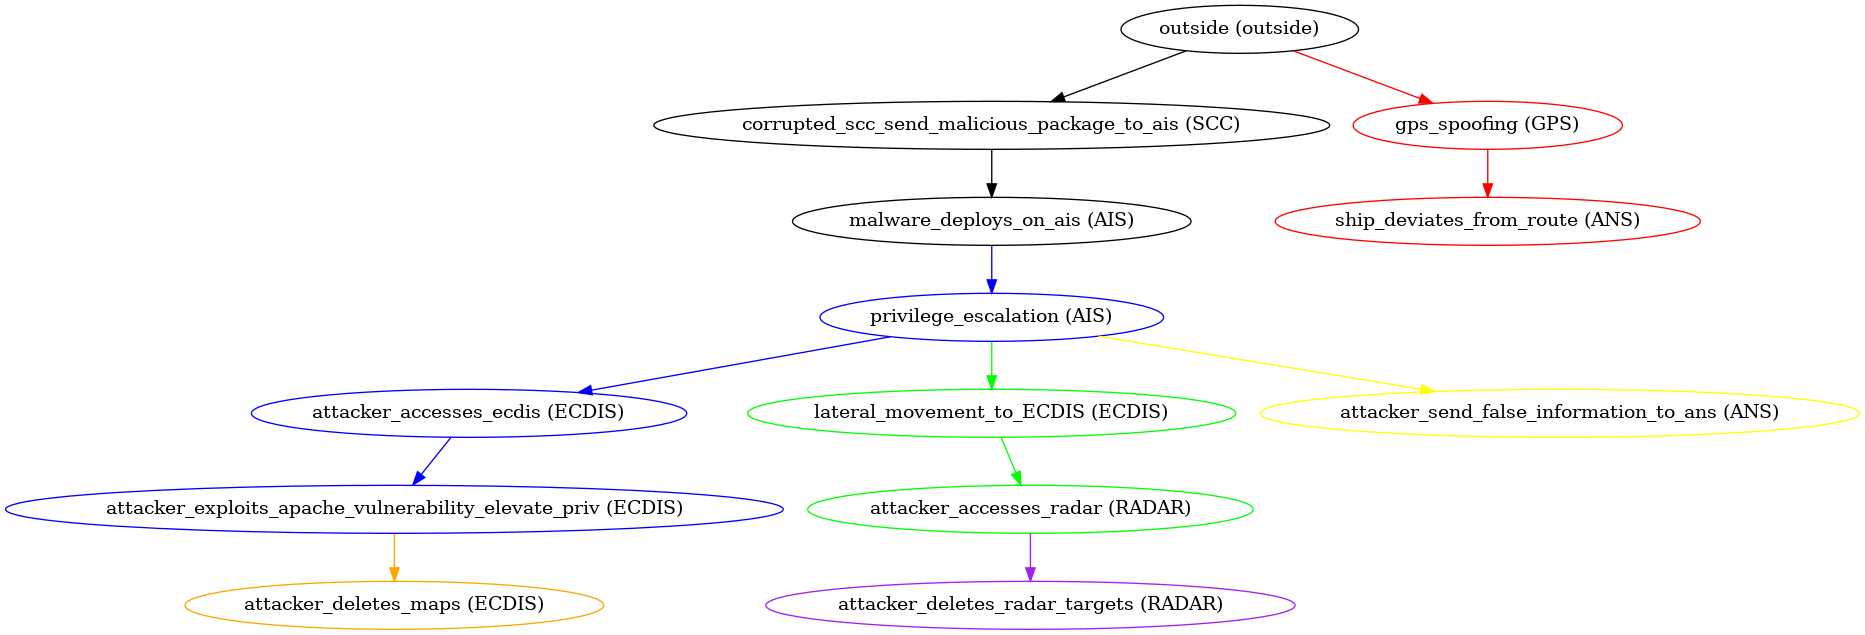 outside (outside)
corrupted_scc_send_malicious_package_to_ais (SCC)
gps_spoofing (GPS)
malware_deploys_on_ais (AIS)
ship_deviates_from_route (ANS)
privilege_escalation (AIS)
attacker_accesses_ecdis (ECDIS)
lateral_movement_to_ECDIS (ECDIS)
attacker_send_false_information_to_ans (ANS)
attacker_exploits_apache_vulnerability_elevate_priv (ECDIS)
attacker_accesses_radar (RADAR)
attacker_deletes_maps (ECDIS)
attacker_deletes_radar_targets (RADAR)